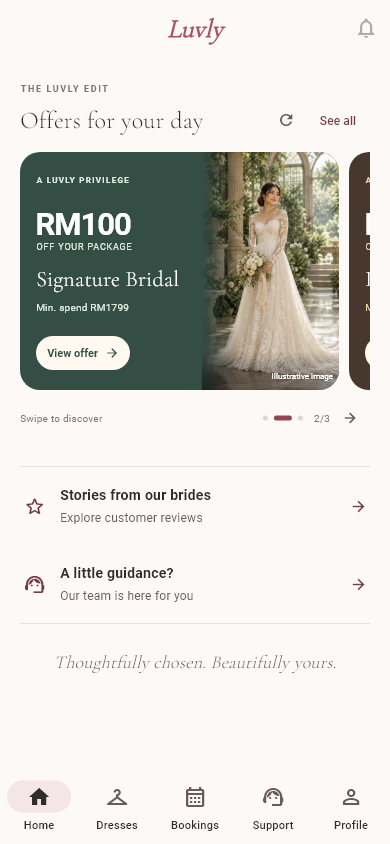 Luvly
THE LUVLY EDIT
Offers for your day
See all
A LUVLY PRIVILEGE
RM100
OFF YOUR PACKAGE
Signature Bridal
Min. spend RM1799
View offer
Illustrative image
Swipe to discover
2/3
Stories from our brides
Explore customer reviews
A little guidance?
Our team is here for you
Thoughtfully chosen. Beautifully yours.
Home
Dresses
Bookings
Support
Profile